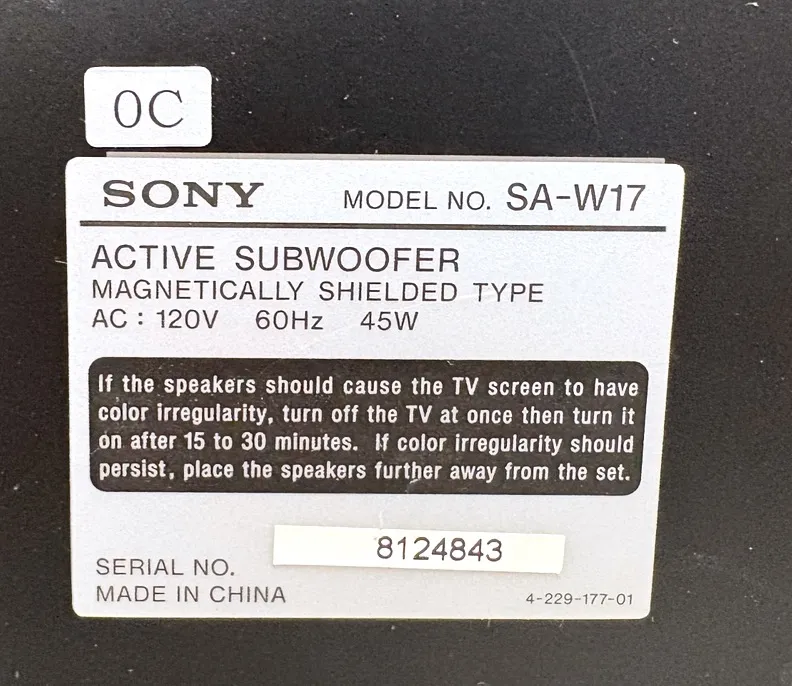 0C
SONY MODEL NO. SA-W17
ACTIVE SUBWOOFER
MAGNETICALLY SHIELDED TYPE
AC : 120V 60Hz 45W
If the speakers should cause the TV screen to have
color irregularity, turn off the TV at once then turn it
on after 15 to 30 minutes. If color irregularity should
persist, place the speakers further away from the set.
8124843
SERIAL NO.
MADE IN CHINA 4-229-177-01